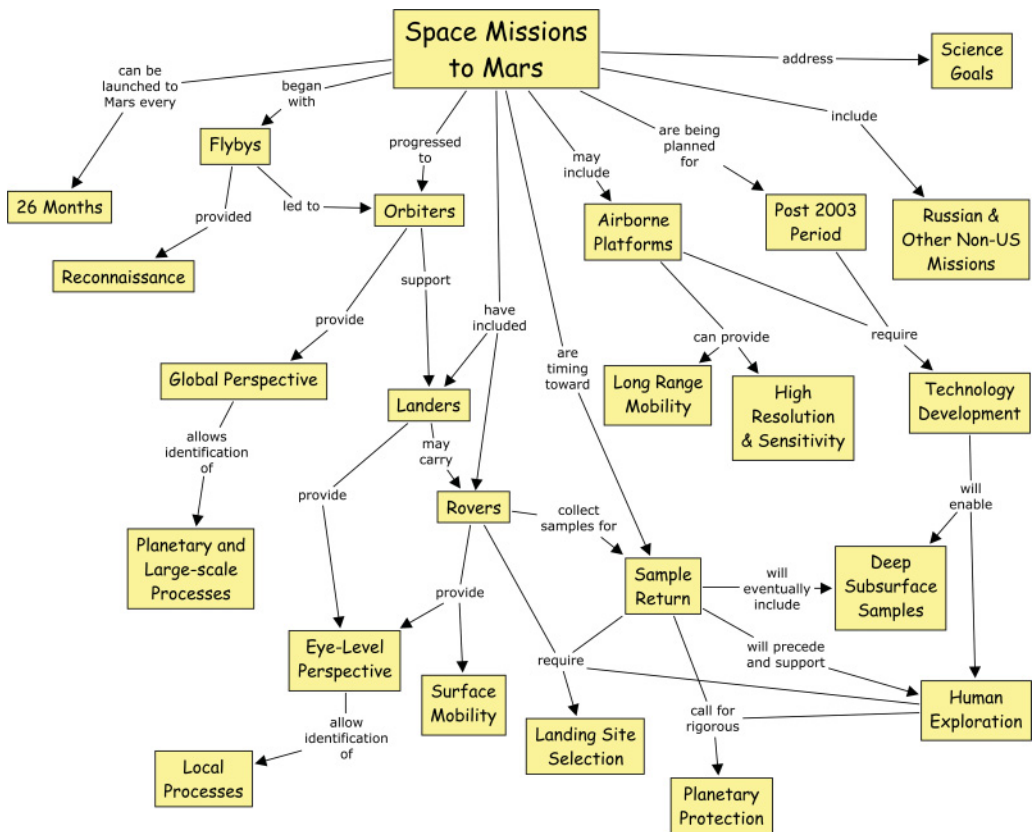 Space Missions
to Mars
address
Science
Goals
can be
launched to
Mars every
began
with
progressed
to
may
include
are being
planned
for
include
Flybys
26 Months
provided
led to
Orbiters
Airborne
Platforms
Post 2003
Period
Russian &
Other Non-US
Missions
Reconnaissance
support
provide
have
included
are
timing
toward
can provide
require
Global Perspective
Landers
Long Range
Mobility
High
Resolution
& Sensitivity
Technology
Development
allows
identification
of
may
carry
provide
Rovers
collect
samples for
will
enable
Planetary and
Large-scale
Processes
Sample
Return
will
eventually
include
Deep
Subsurface
Samples
provide
Eye-Level
Perspective
require
will precede
and support
Surface
Mobility
Human
Exploration
allow
identification
of
call for
rigorous
Landing Site
Selection
Local
Processes
Planetary
Protection